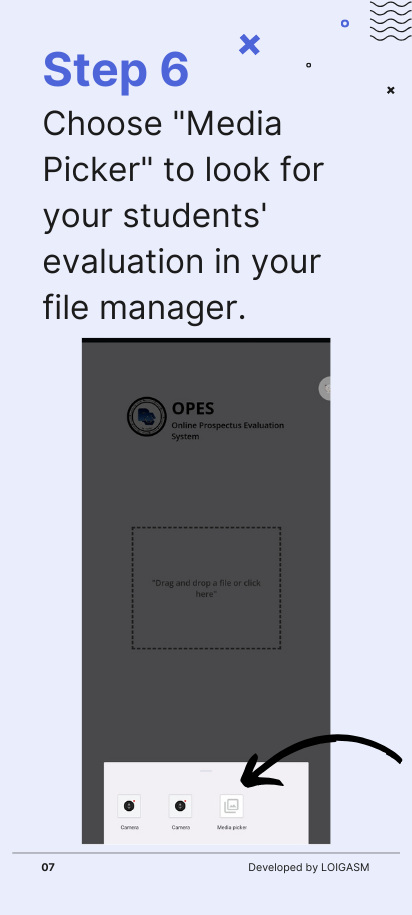 Step 6
Choose "Media
Picker" to look for
your students'
evaluation in your
file manager.
OPES
Online Prospectus Evaluation
System
"Drag and drop a file or click
here"
Camera
Camera
Media picker
07
Developed by LOIGASM